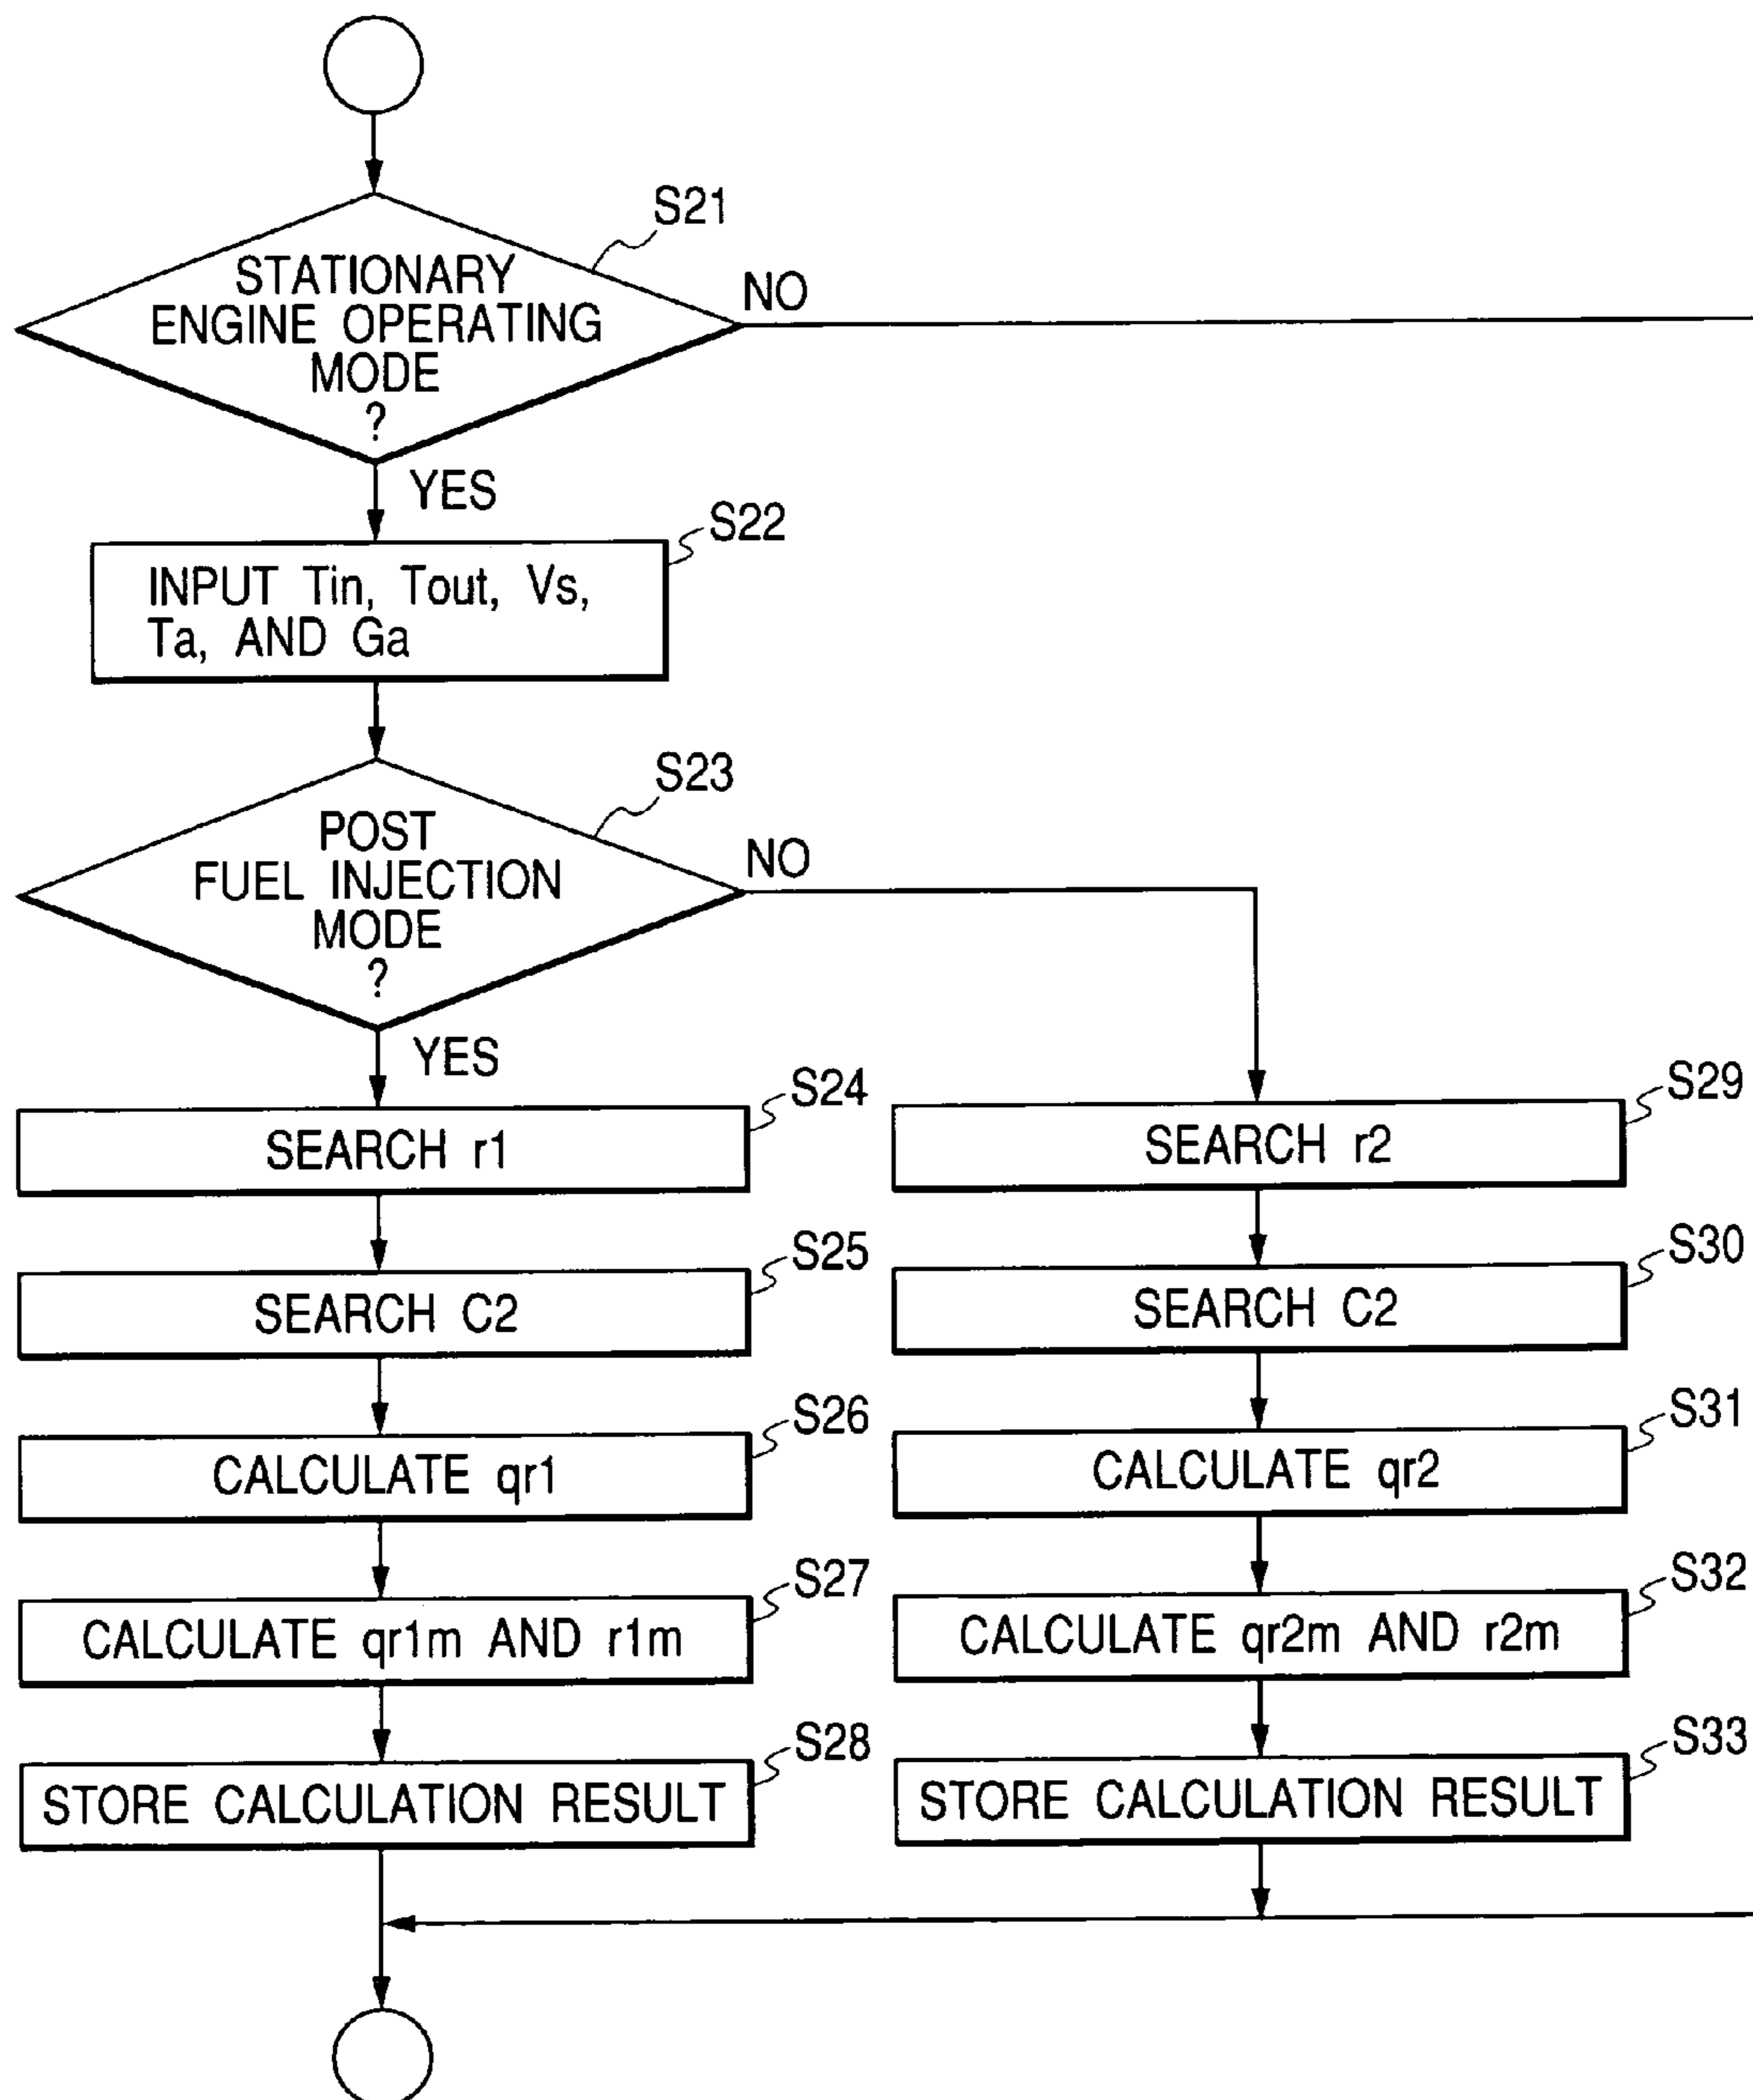 S21
STATIONARY
ENGINE OPERATING
MODE
?
NO
YES
S22
INPUT Tin, Tout, Vs,
Ta, AND Ga
S23
POST
FUEL INJECTION
MODE
?
NO
YES
S24
SEARCH r1
S25
SEARCH C2
S26
CALCULATE qr1
S27
CALCULATE qr1m AND r1m
S28
STORE CALCULATION RESULT
S29
SEARCH r2
S30
SEARCH C2
S31
CALCULATE qr2
S32
CALCULATE qr2m AND r2m
S33
STORE CALCULATION RESULT